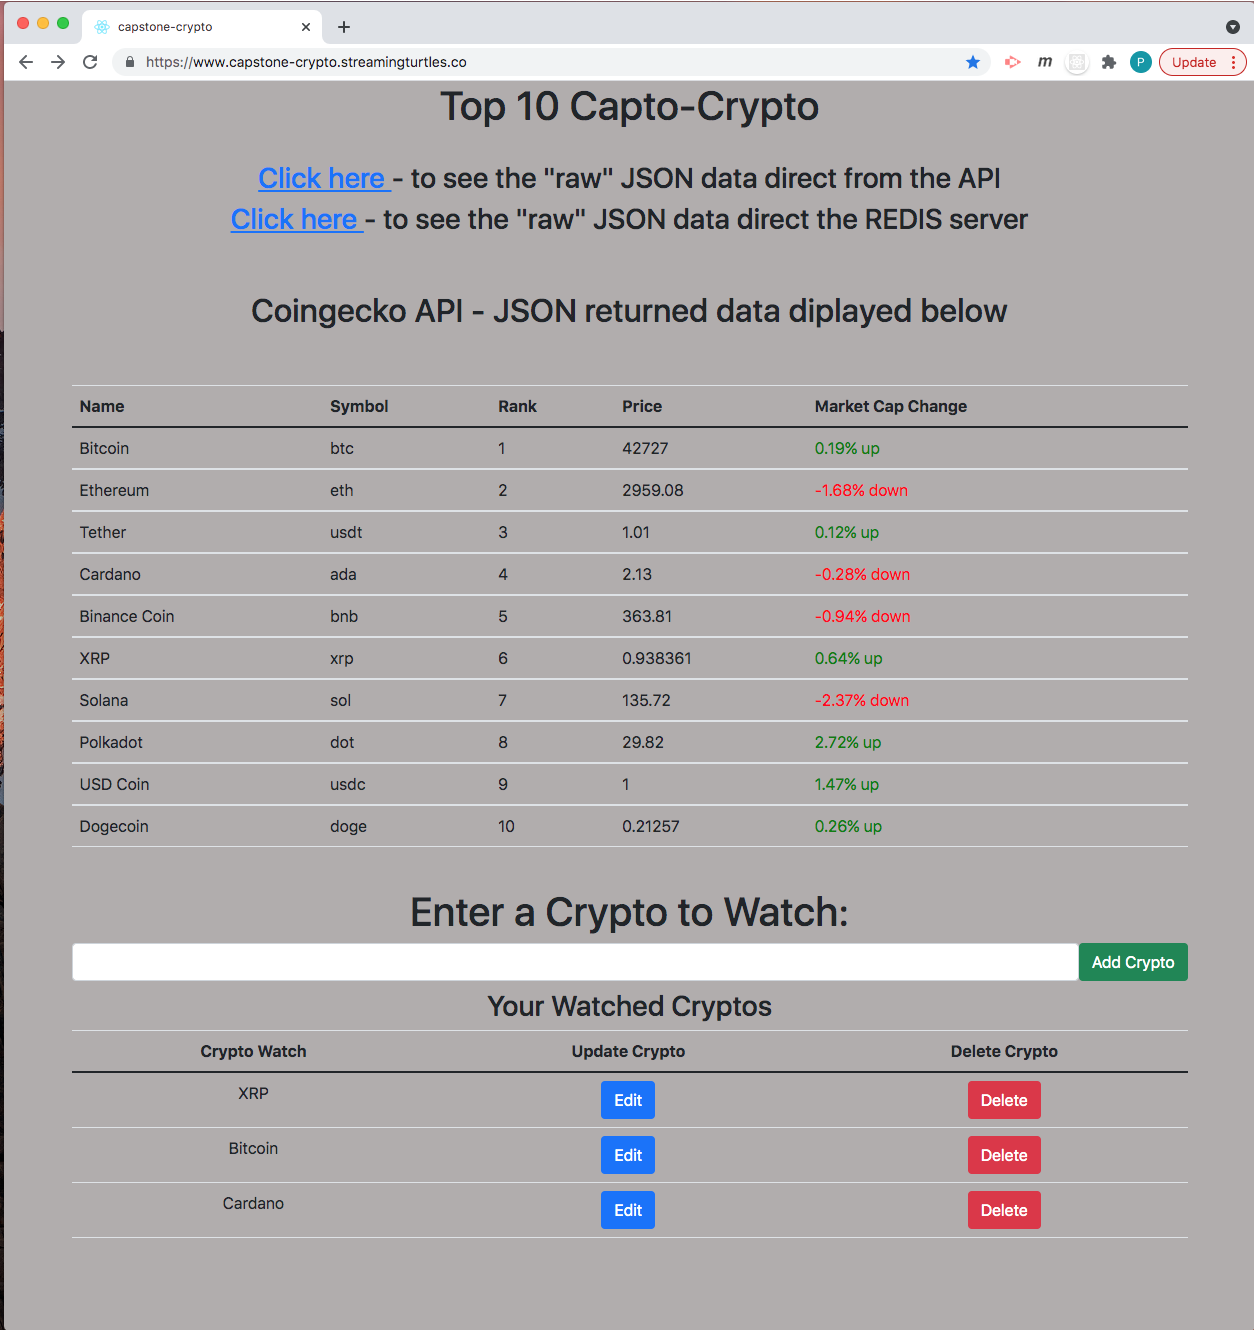 capstone-crypto
https://www.capstone-crypto.streamingturtles.co
m
P
Update
Top 10 Capto-Crypto
Click here - to see the "raw" JSON data direct from the API
Click here - to see the "raw" JSON data direct the REDIS server
Coingecko API - JSON returned data diplayed below
Name Symbol Rank Price Market Cap Change
Bitcoin btc 1 42727 0.19% up
Ethereum eth 2 2959.08 -1.68% down
Tether usdt 3 1.01 0.12% up
Cardano ada 4 2.13 -0.28% down
Binance Coin bnb 5 363.81 -0.94% down
XRP xrp 6 0.938361 0.64% up
Solana sol 7 135.72 -2.37% down
Polkadot dot 8 29.82 2.72% up
USD Coin usdc 9 1 1.47% up
Dogecoin doge 10 0.21257 0.26% up
Enter a Crypto to Watch:
Add Crypto
Your Watched Cryptos
Crypto Watch Update Crypto Delete Crypto
XRP Edit Delete
Bitcoin Edit Delete
Cardano Edit Delete